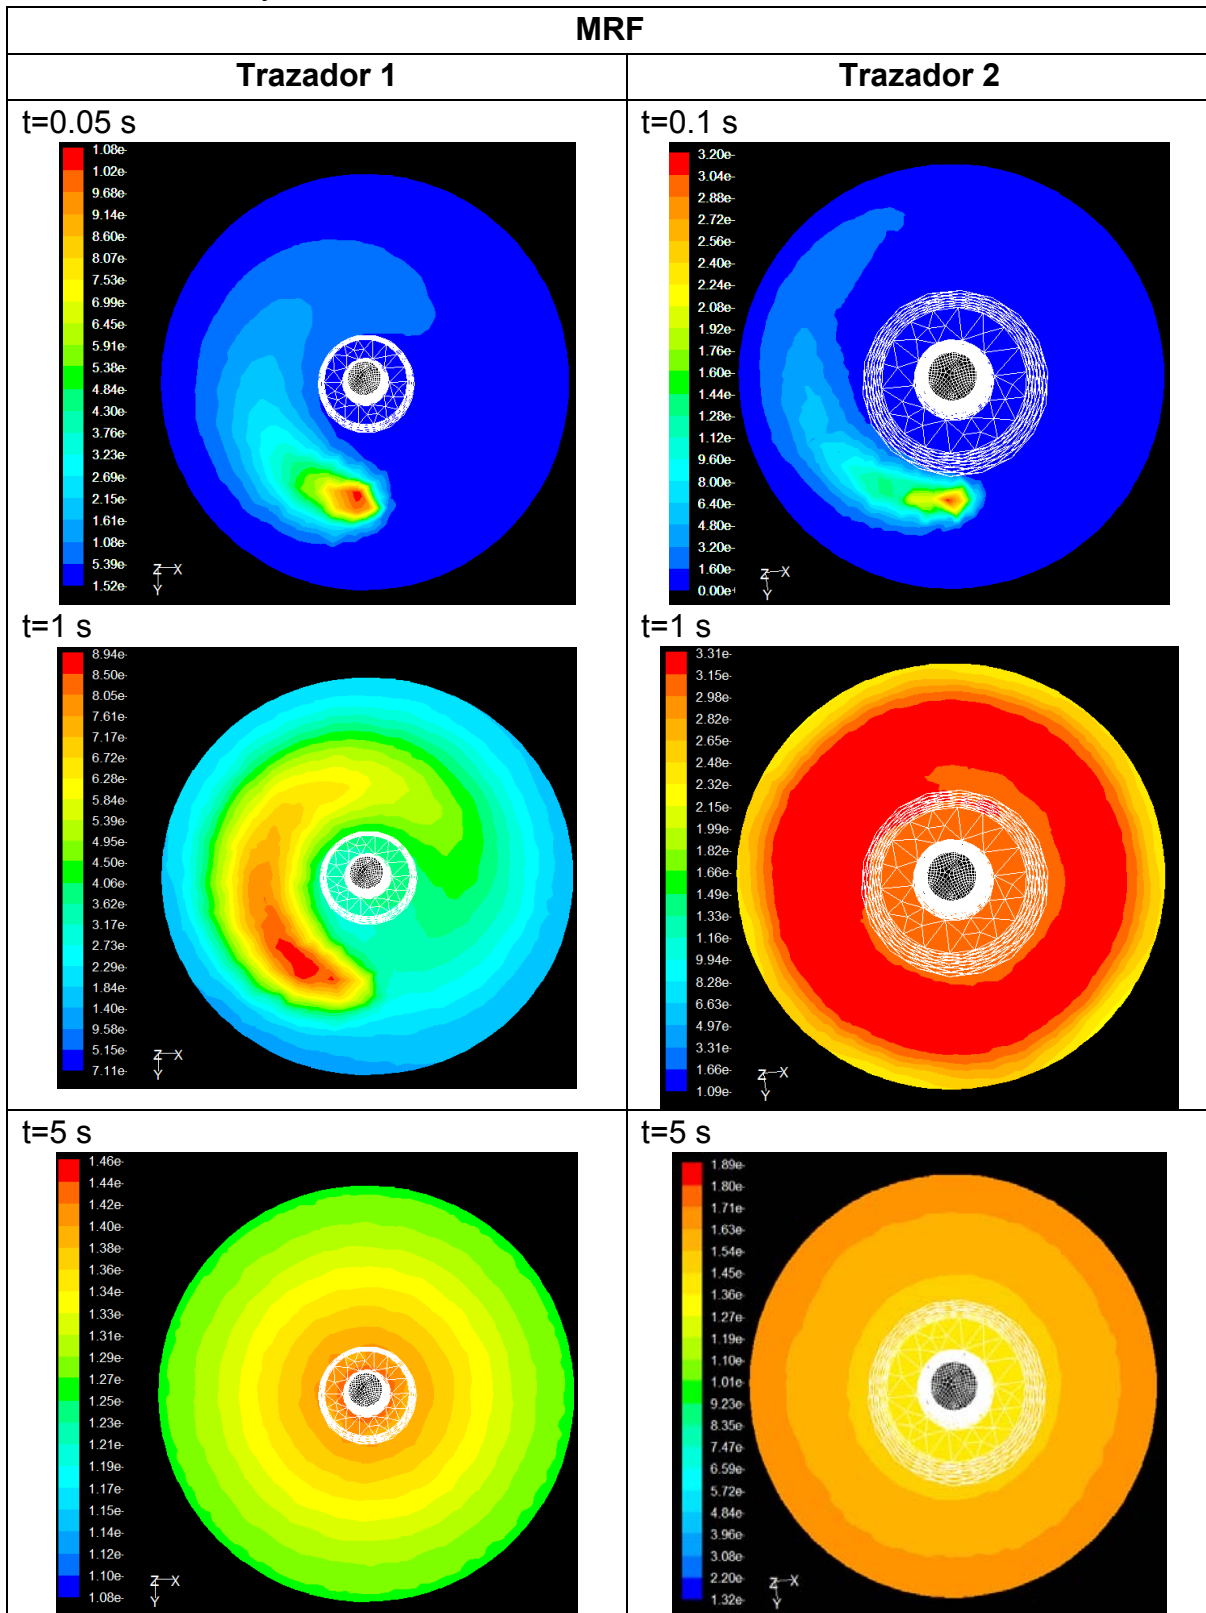 MRF
Trazador 1
Trazador 2
t=0.05 s
1.08e-
1.02e-
9.68e-
9.14e-
8.60e-
8.07e-
7.53e-
6.99e-
6.45e-
5.91e-
5.38e-
4.84e-
4.30e-
3.76e-
3.23e-
2.69e-
2.15e-
1.61e-
1.08e-
5.39e-
1.52e-
Z X
Y
t=0.1 s
3.20e-
3.04e-
2.88e-
2.72e-
2.56e-
2.40e-
2.24e-
2.08e-
1.92e-
1.76e-
1.60e-
1.44e-
1.28e-
1.12e-
9.60e-
8.00e-
6.40e-
4.80e-
3.20e-
1.60e-
0.00e+
Z X
Y
t=1 s
8.94e-
8.50e-
8.05e-
7.61e-
7.17e-
6.72e-
6.28e-
5.84e-
5.39e-
4.95e-
4.50e-
4.06e-
3.62e-
3.17e-
2.73e-
2.29e-
1.84e-
1.40e-
9.58e-
5.15e-
7.11e-
Z X
Y
t=1 s
3.31e-
3.15e-
2.98e-
2.82e-
2.65e-
2.48e-
2.32e-
2.15e-
1.99e-
1.82e-
1.66e-
1.49e-
1.33e-
1.16e-
9.94e-
8.28e-
6.63e-
4.97e-
3.31e-
1.66e-
1.09e-
Z X
Y
t=5 s
1.46e-
1.44e-
1.42e-
1.40e-
1.38e-
1.36e-
1.34e-
1.33e-
1.31e-
1.29e-
1.27e-
1.25e-
1.23e-
1.21e-
1.19e-
1.17e-
1.15e-
1.14e-
1.12e-
1.10e-
1.08e-
Z X
Y
t=5 s
1.89e-
1.80e-
1.71e-
1.63e-
1.54e-
1.45e-
1.36e-
1.27e-
1.19e-
1.10e-
1.01e-
9.23e-
8.35e-
7.47e-
6.59e-
5.72e-
4.84e-
3.96e-
3.08e-
2.20e-
1.32e-
Z X
Y